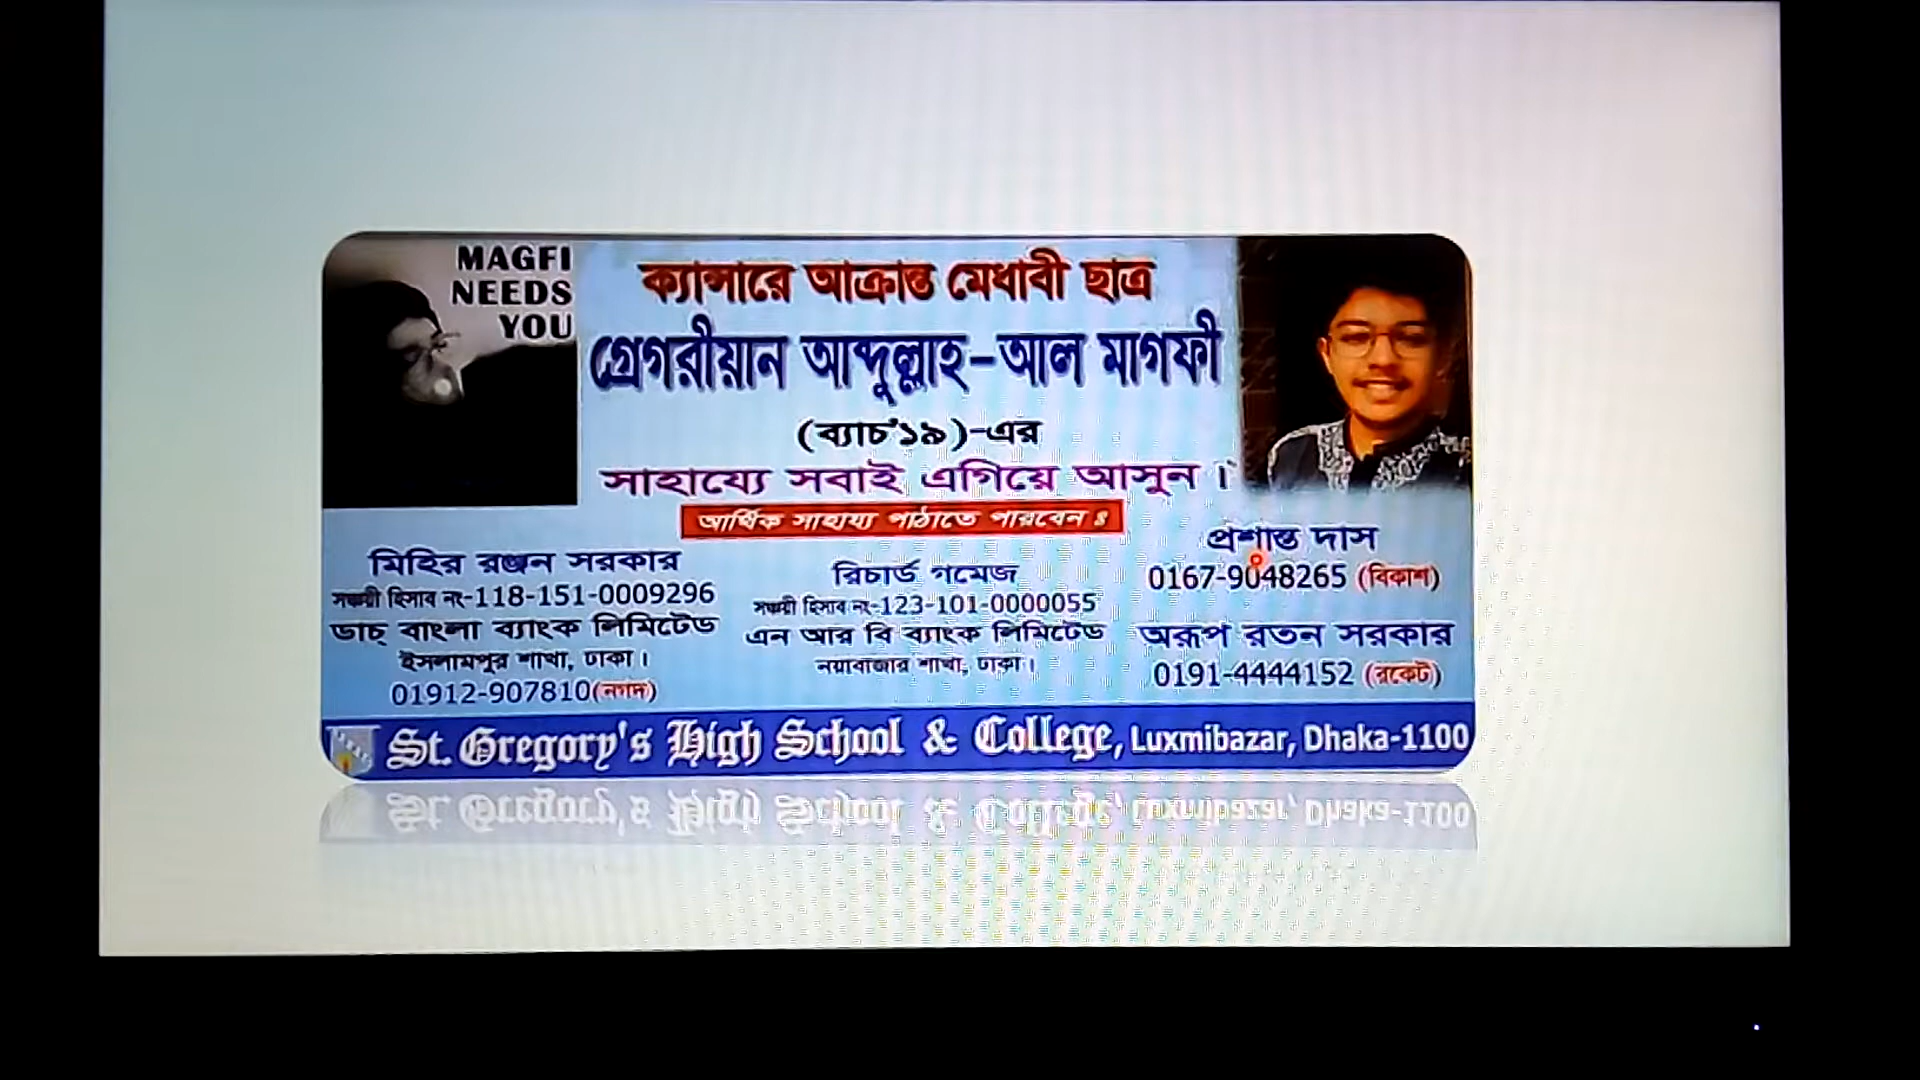 MAGFI
NEEDS
YOU
ক্যান্সারে আক্রান্ত মেধাবী ছাত্র
গ্রেগরীয়ান আব্দুল্লাহ-আল মাগফী
(ব্যাচ'১৯)-এর
সাহায্যে সবাই এগিয়ে আসুন।
আর্থিক সাহায্য পাঠাতে পারবেন ঃ
মিহির রঞ্জন সরকার
সঞ্চয়ী হিসাব নং-118-151-0009296
ডাচ্ বাংলা ব্যাংক লিমিটেড
ইসলামপুর শাখা, ঢাকা।
01912-907810(নগদ)
রিচার্ড গমেজ
সঞ্চয়ী হিসাব নং-123-101-0000055
এন আর বি ব্যাংক লিমিটেড
নয়াবাজার শাখা, ঢাকা।
প্রশান্ত দাস
0167-9048265 (বিকাশ)
অরূপ রতন সরকার
0191-4444152 (রকেট)
St. Gregory's High School & College, Luxmibazar, Dhaka-1100